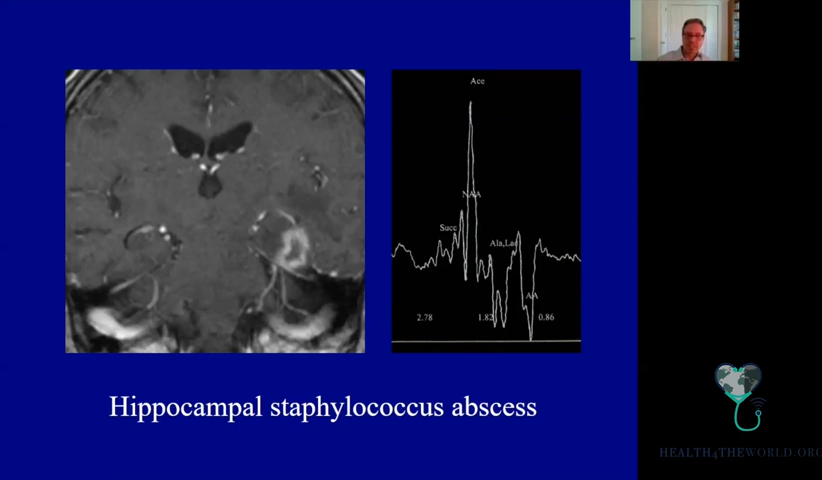 Ace
NAA
Succ
Ala,Lac
AA
2.78
1.82
0.86
Hippocampal staphylococcus abscess
HEALTH4THEWORLD.ORG